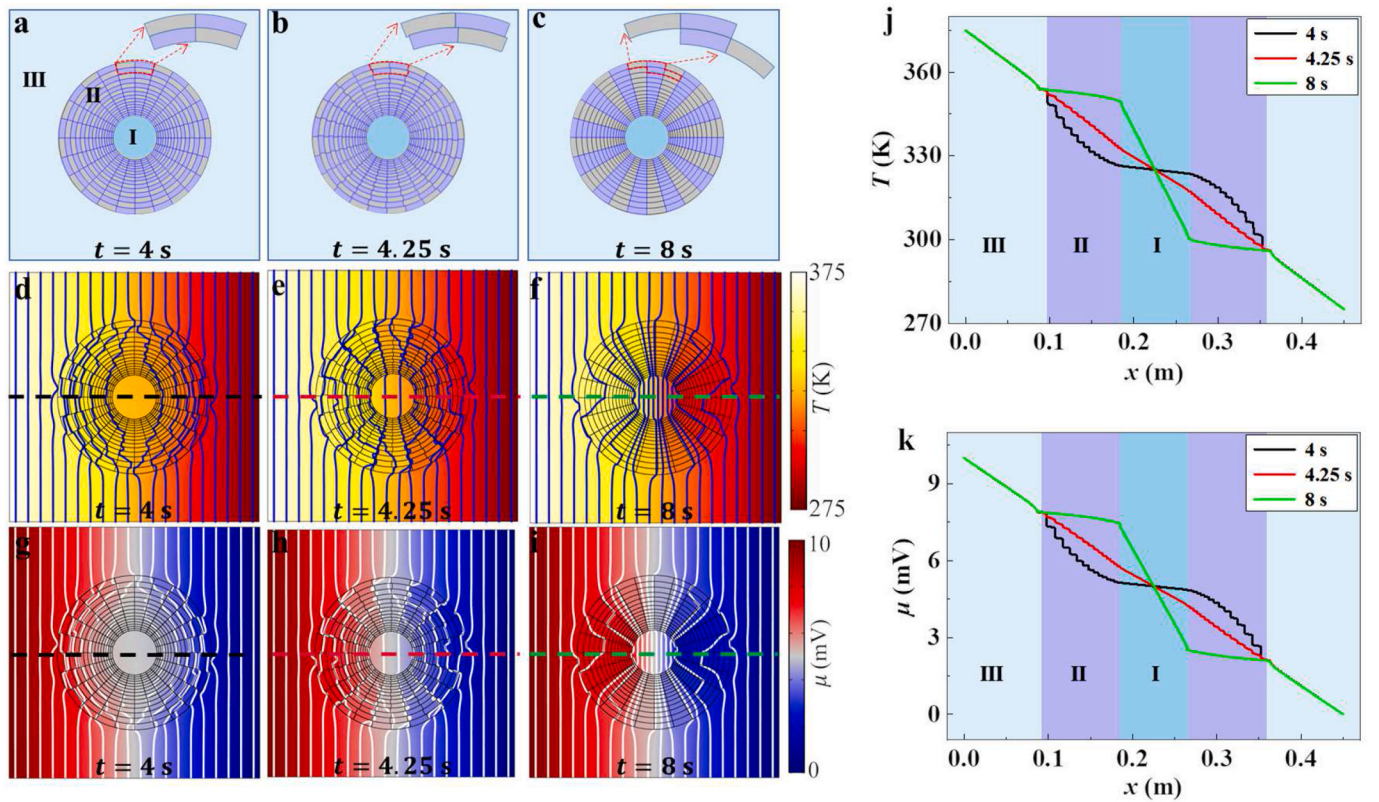 a
III
II
I
t = 4 s
b
t = 4.25 s
c
t = 8 s
d
t = 4 s
e
t = 4.25 s
f
t = 8 s
375
T (K)
275
g
t = 4 s
h
t = 4.25 s
i
t = 8 s
10
μ (mV)
0
j
4 s
4.25 s
8 s
360
330
300
270
T (K)
III
II
I
0.0 0.1 0.2 0.3 0.4
x (m)
k
4 s
4.25 s
8 s
9
6
3
0
μ (mV)
III
II
I
0.0 0.1 0.2 0.3 0.4
x (m)